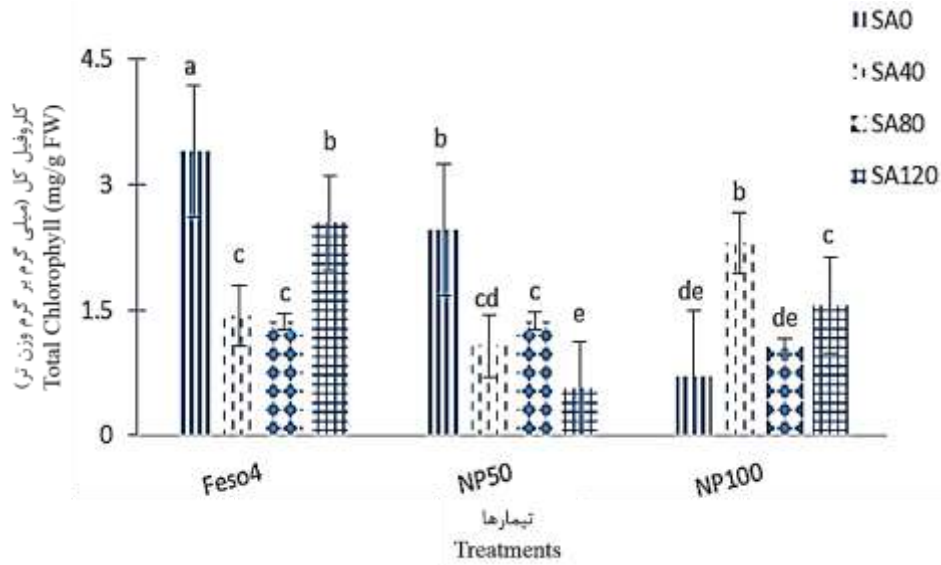 SA0
SA40
SA80
SA120
کلروفیل کل (میلی گرم بر گرم وزن تر)
Total Chlorophyll (mg/g FW)
4.5
3
1.5
0
a
c
c
b
b
cd
c
e
de
b
de
c
Feso4
NP50
NP100
تیمارها
Treatments